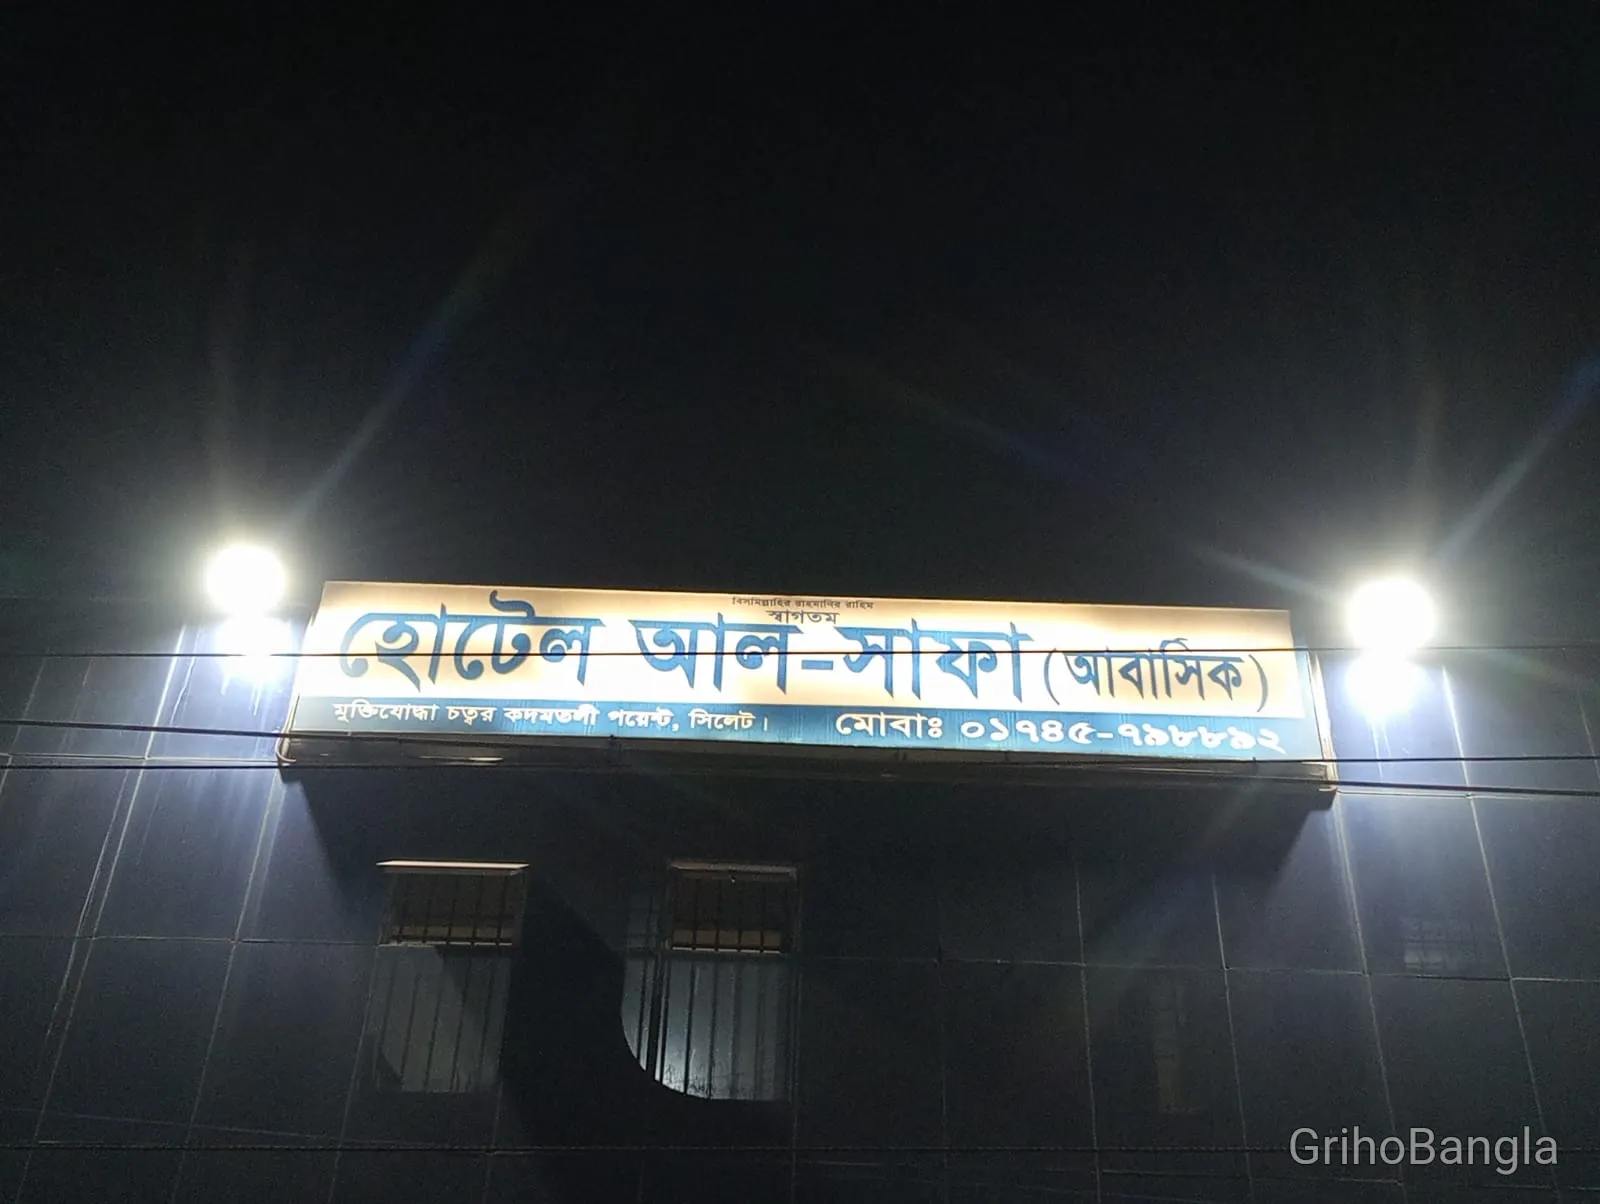 বিসমিল্লাহির রাহমানির রাহিম
স্বাগতম
হোটেল আল-সাফা (আবাসিক)
মুক্তিযোদ্ধা চত্বর কদমতলী পয়েন্ট, সিলেট।
মোবাঃ ০১৭৪৫-৭৯৮৮৯২
GrihoBangla